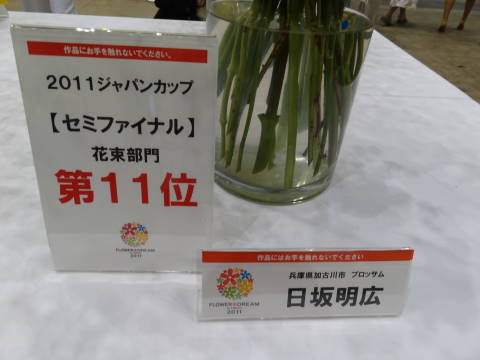 作品にお手を触れないでください。
2011ジャパンカップ
【セミファイナル】
花束部門
第11位
FLOWER DREAM
2011
作品にはお手を触れないでください
兵庫県加古川市 ブロッサム
日坂明広
FLOWER DREAM
2011